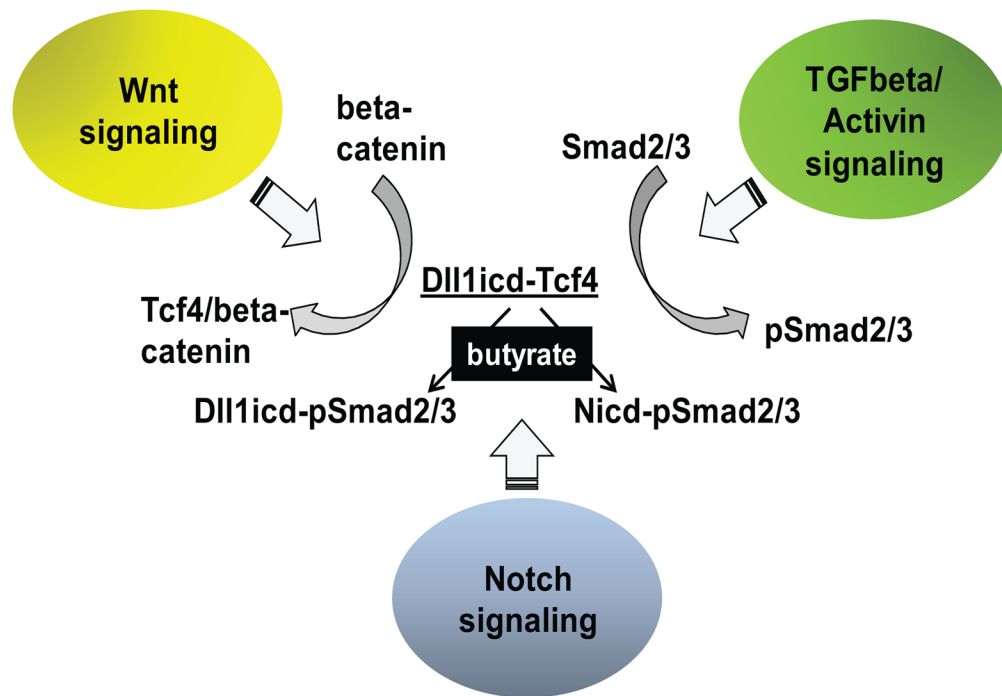 Wnt
signaling
beta-
catenin
Smad2/3
TGFbeta/
Activin
signaling
Dll1icd-Tcf4
Tcf4/beta-
catenin
pSmad2/3
butyrate
Dll1icd-pSmad2/3
Nicd-pSmad2/3
Notch
signaling